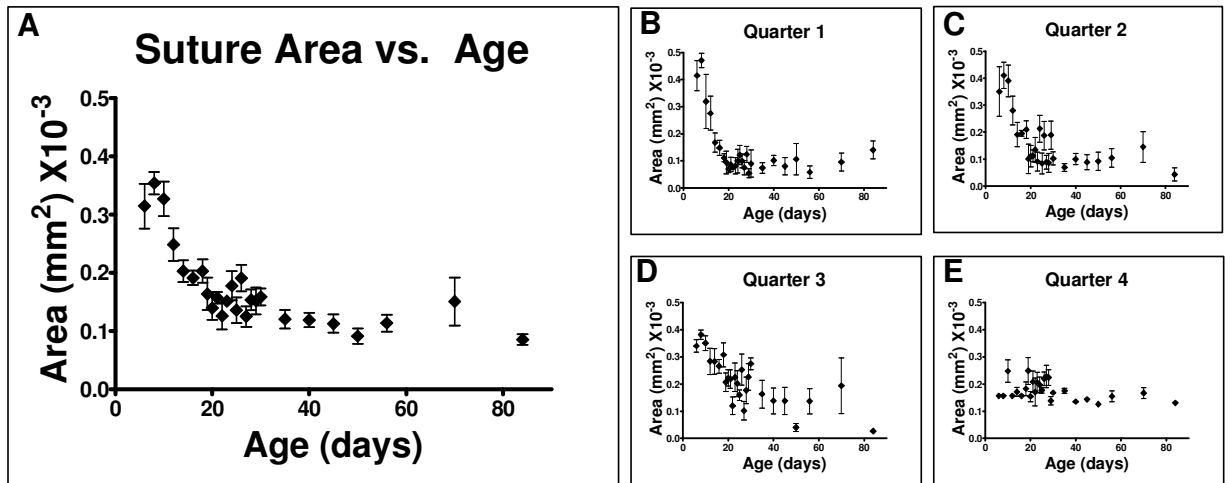 A
Suture Area vs. Age
Area (mm²) X10⁻³
0.5
0.4
0.3
0.2
0.1
0.0
0 20 40 60 80
Age (days)
B
Quarter 1
Area (mm²) X10⁻³
0.5
0.4
0.3
0.2
0.1
0.0
0 20 40 60 80
Age (days)
C
Quarter 2
Area (mm²) X10⁻³
0.5
0.4
0.3
0.2
0.1
0.0
0 20 40 60 80
Age (days)
D
Quarter 3
Area (mm²) X10⁻³
0.5
0.4
0.3
0.2
0.1
0.0
0 20 40 60 80
Age (days)
E
Quarter 4
Area (mm²) X10⁻³
0.5
0.4
0.3
0.2
0.1
0.0
0 20 40 60 80
Age (days)